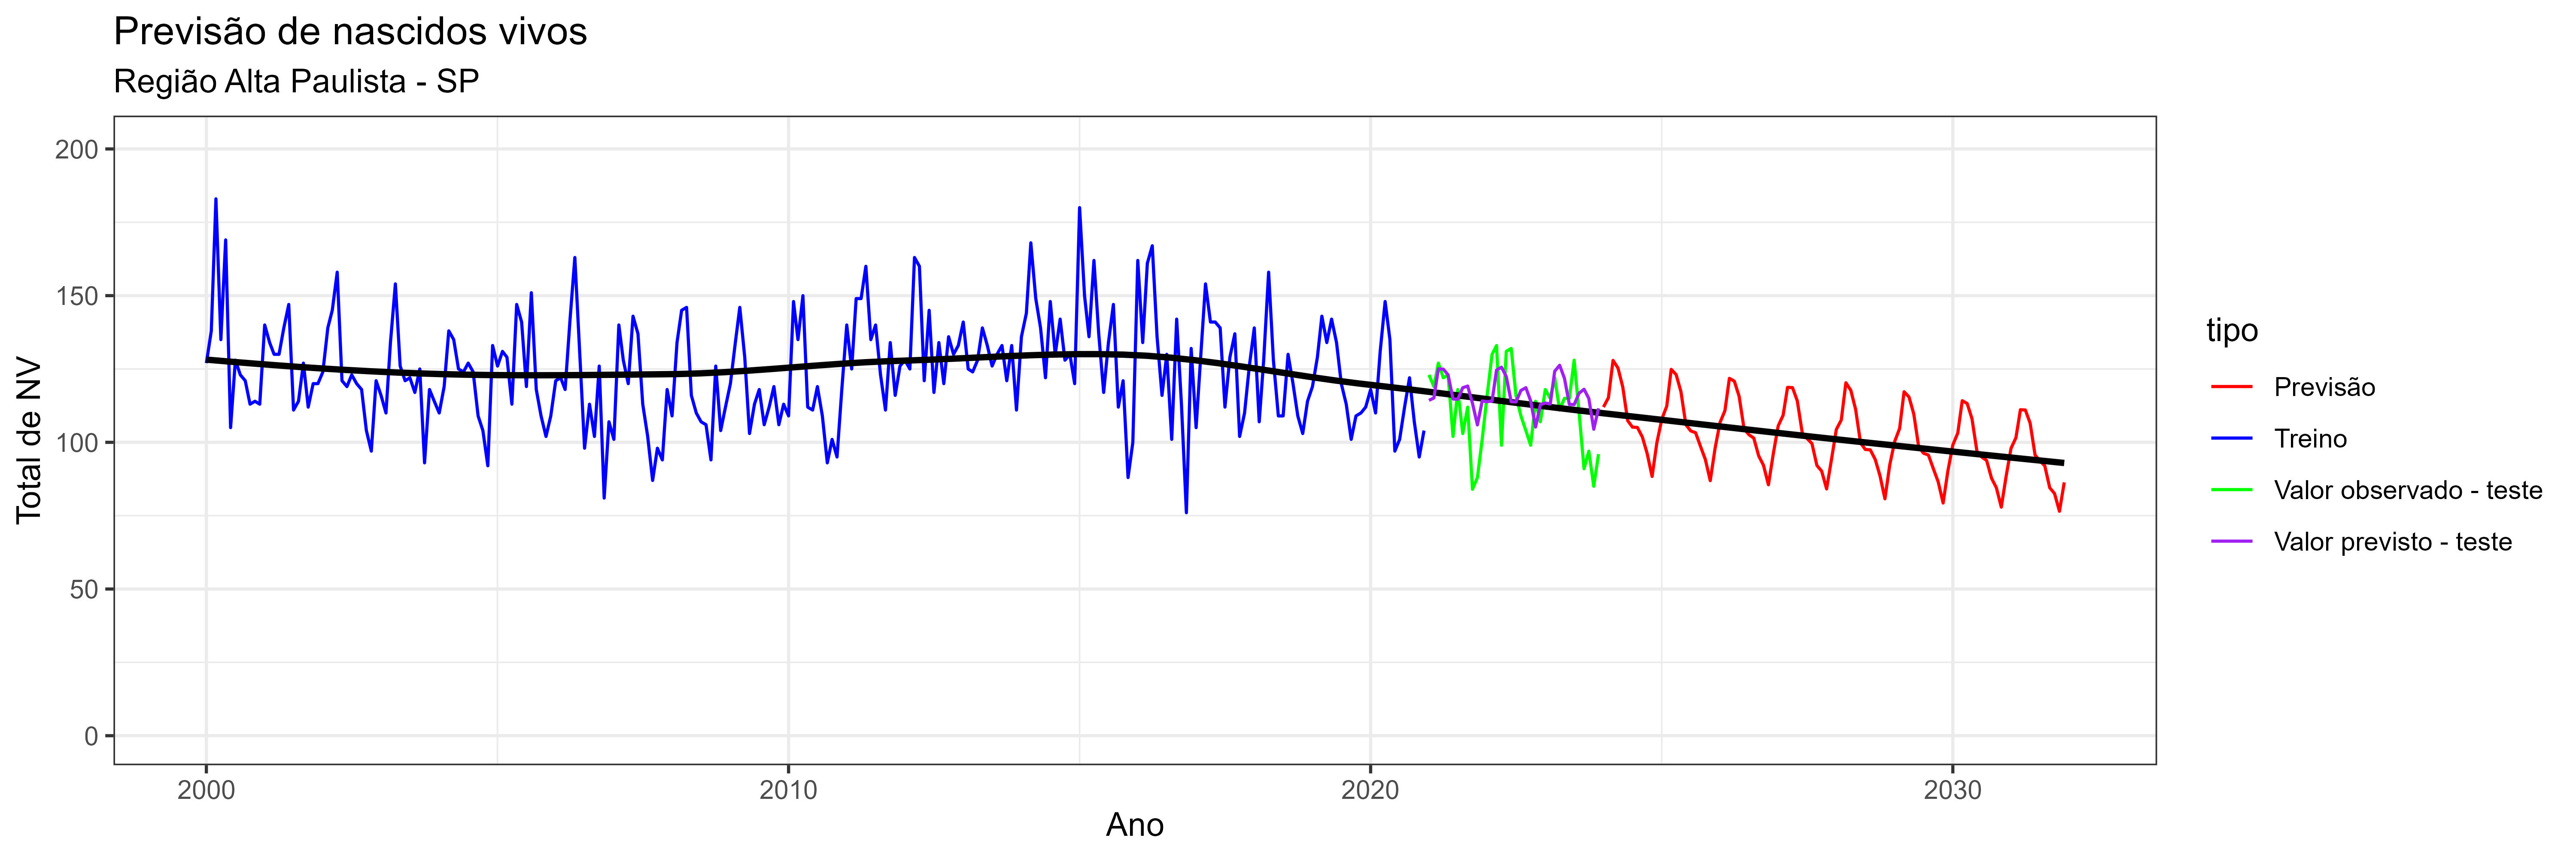 Previsão de nascidos vivos
Região Alta Paulista - SP
200
150
100
50
0
Total de NV
2000
2010
2020
2030
Ano
tipo
Previsão
Treino
Valor observado - teste
Valor previsto - teste